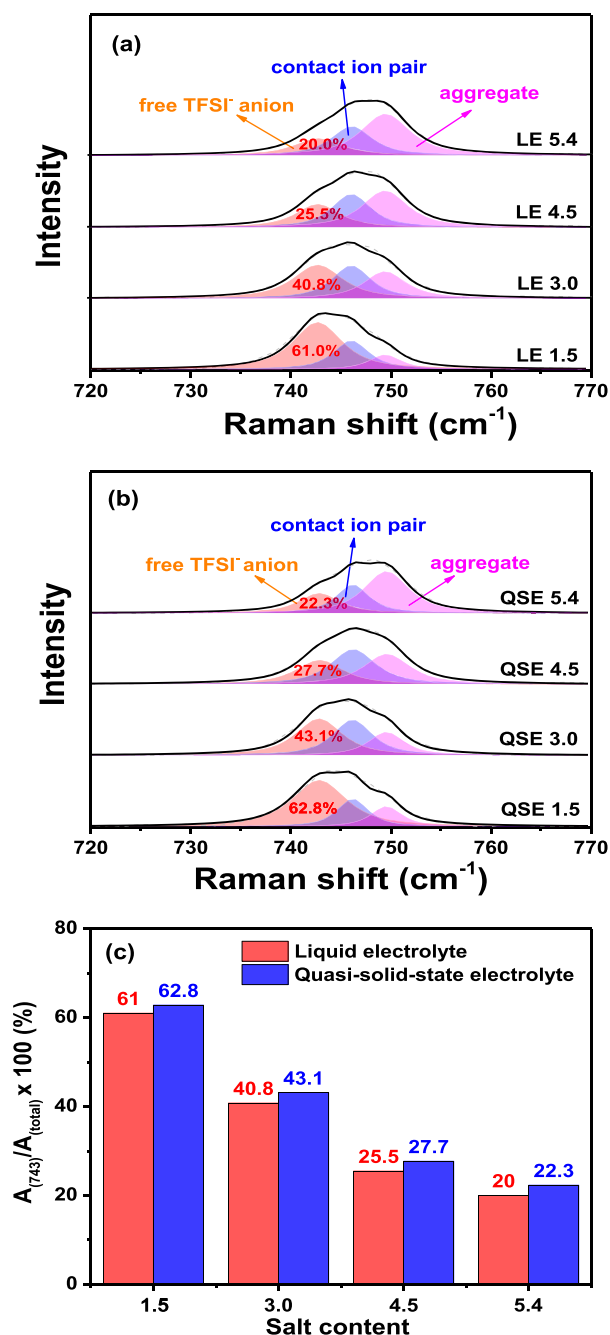 (a)
contact ion pair
free TFSI⁻ anion
aggregate
20.0%
LE 5.4
25.5%
LE 4.5
40.8%
LE 3.0
61.0%
LE 1.5
Intensity
720 730 740 750 760 770
Raman shift (cm⁻¹)
(b)
contact ion pair
free TFSI⁻ anion
aggregate
22.3%
QSE 5.4
27.7%
QSE 4.5
43.1%
QSE 3.0
62.8%
QSE 1.5
Intensity
720 730 740 750 760 770
Raman shift (cm⁻¹)
(c)
Liquid electrolyte
Quasi-solid-state electrolyte
80
60
40
20
0
A(743)/A(total) x 100 (%)
61 62.8
40.8 43.1
25.5 27.7
20 22.3
1.5 3.0 4.5 5.4
Salt content